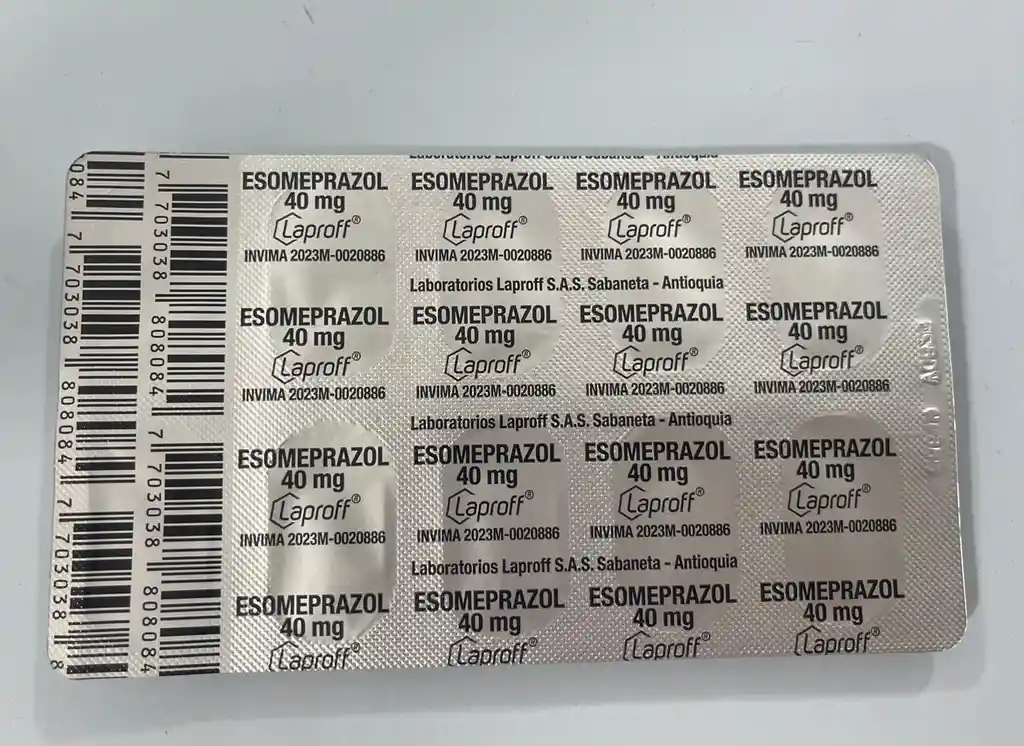 Laboratorios Laproff S.A.S. Sabaneta - Antioquia
ESOMEPRAZOL ESOMEPRAZOL ESOMEPRAZOL ESOMEPRAZOL
40 mg 40 mg 40 mg 40 mg
Laproff® Laproff® Laproff® Laproff®
INVIMA 2023M-0020886 INVIMA 2023M-0020886 INVIMA 2023M-0020886 INVIMA 2023M-0020886
Laboratorios Laproff S.A.S. Sabaneta - Antioquia
ESOMEPRAZOL ESOMEPRAZOL ESOMEPRAZOL ESOMEPRAZOL
40 mg 40 mg 40 mg 40 mg
Laproff® Laproff® Laproff® Laproff®
INVIMA 2023M-0020886 INVIMA 2023M-0020886 INVIMA 2023M-0020886 INVIMA 2023M-0020886
Laboratorios Laproff S.A.S. Sabaneta - Antioquia
ESOMEPRAZOL ESOMEPRAZOL ESOMEPRAZOL ESOMEPRAZOL
40 mg 40 mg 40 mg 40 mg
Laproff® Laproff® Laproff® Laproff®
INVIMA 2023M-0020886 INVIMA 2023M-0020886 INVIMA 2023M-0020886 INVIMA 2023M-0020886
Laboratorios Laproff S.A.S. Sabaneta - Antioquia
ESOMEPRAZOL ESOMEPRAZOL ESOMEPRAZOL ESOMEPRAZOL
40 mg 40 mg 40 mg 40 mg
Laproff® Laproff® Laproff® Laproff®
084 7 703038 808084 7 703038 8
7 703038 808084 7 703038 808084